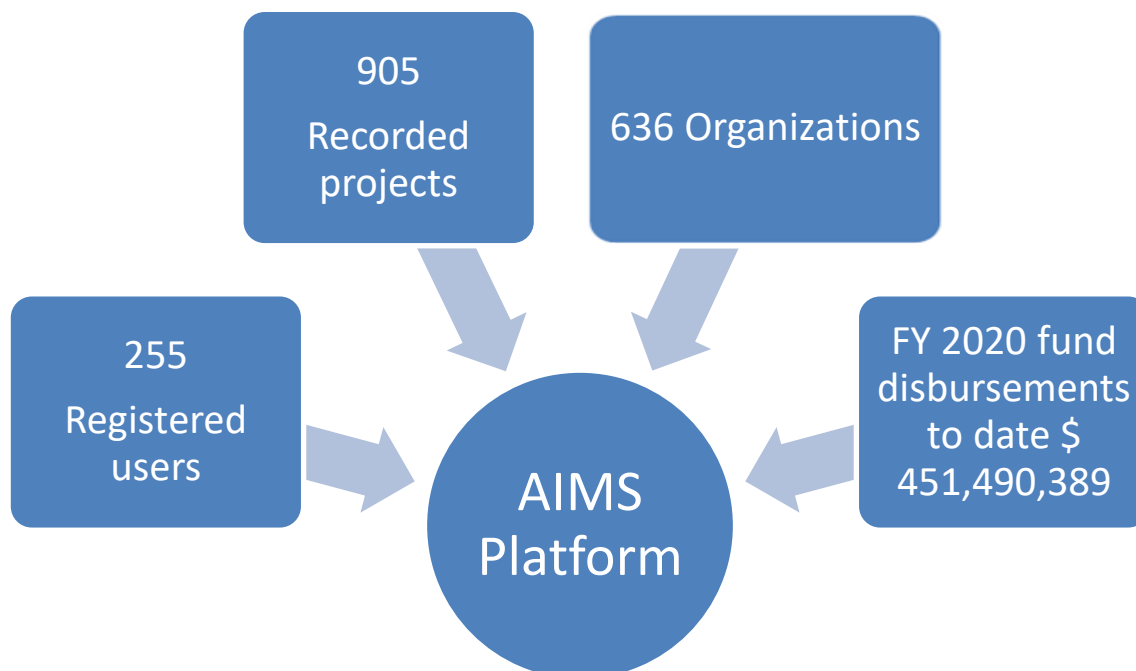 905
Recorded
projects
636 Organizations
255
Registered
users
FY 2020 fund
disbursements
to date $
451,490,389
AIMS
Platform